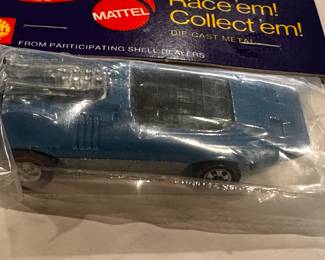 MATTEL
Race'em!
Collect'em!
DIE CAST METAL
FROM PARTICIPATING SHELL DEALERS